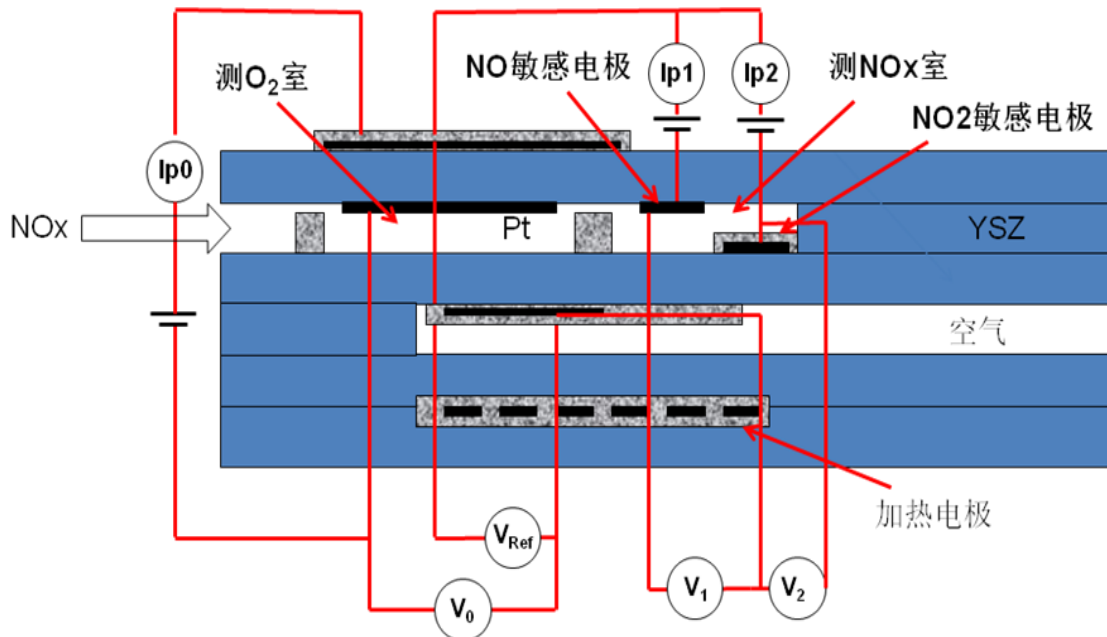 测O₂室
NO敏感电极
Ip1
Ip2
测NOx室
NO2敏感电极
Ip0
NOx
Pt
YSZ
空气
加热电极
V_Ref
V₀
V₁
V₂